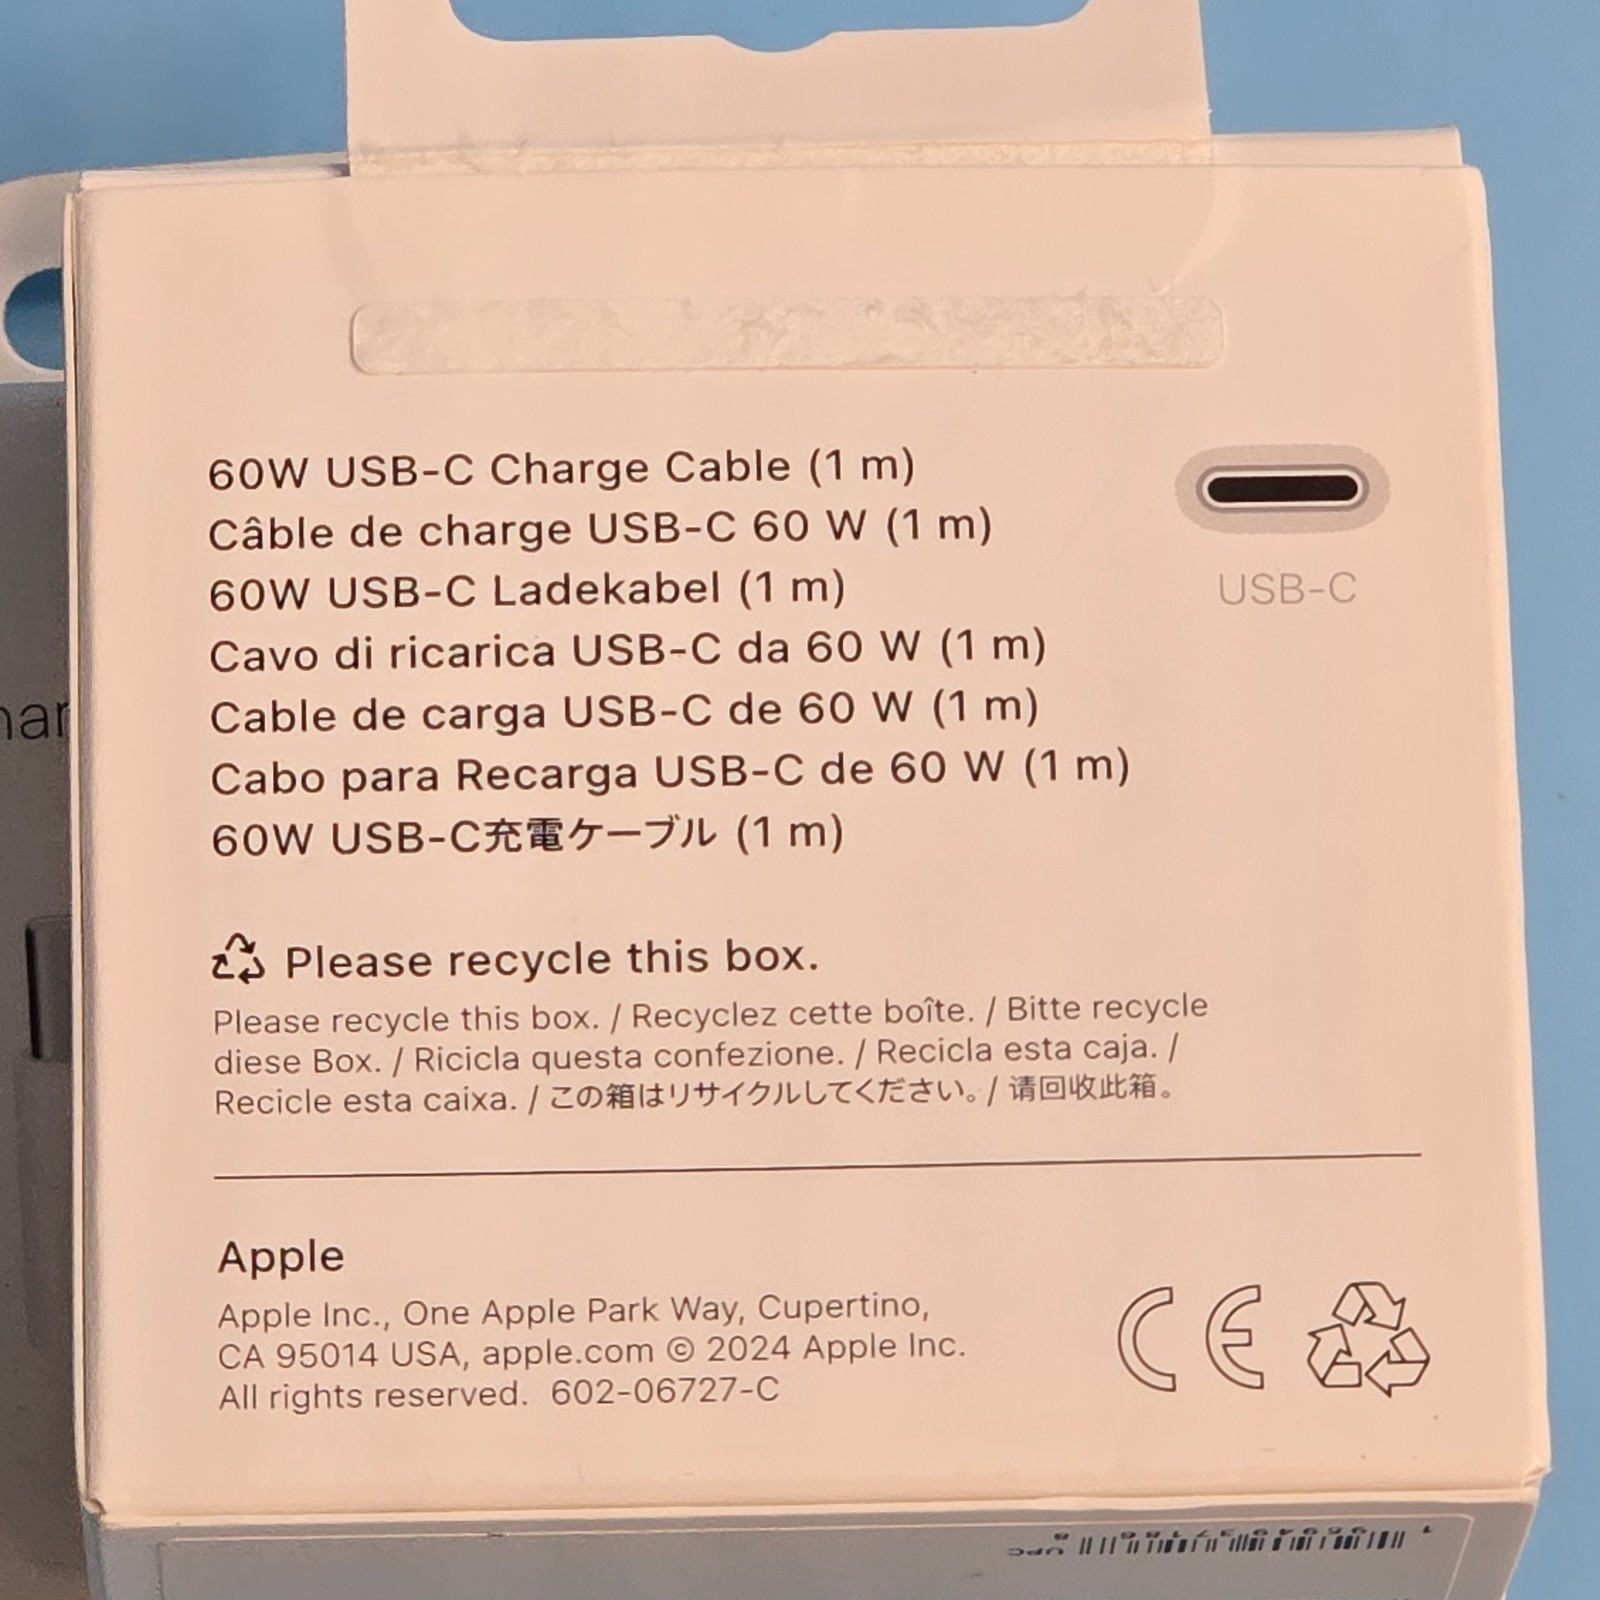 60W USB-C Charge Cable (1 m)
Câble de charge USB-C 60 W (1 m)
60W USB-C Ladekabel (1 m)
Cavo di ricarica USB-C da 60 W (1 m)
Cable de carga USB-C de 60 W (1 m)
Cabo para Recarga USB-C de 60 W (1 m)
60W USB-C充電ケーブル (1 m)
USB-C
Please recycle this box.
Please recycle this box. / Recyclez cette boîte. / Bitte recycle
diese Box. / Ricicla questa confezione. / Recicla esta caja. /
Recicle esta caixa. / この箱はリサイクルしてください。/ 请回收此箱。
Apple
Apple Inc., One Apple Park Way, Cupertino,
CA 95014 USA, apple.com © 2024 Apple Inc.
All rights reserved. 602-06727-C
CE
UPC